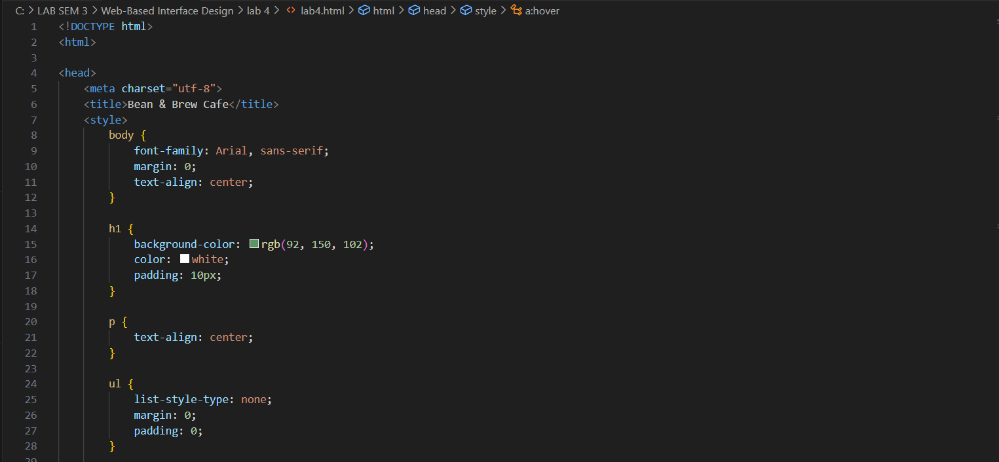 C: > LAB SEM 3 > Web-Based Interface Design > lab 4 > <> lab4.html > html > head > style > a:hover
1 <!DOCTYPE html>
2 <html>
3
4 <head>
5     <meta charset="utf-8">
6     <title>Bean & Brew Cafe</title>
7     <style>
8         body {
9             font-family: Arial, sans-serif;
10             margin: 0;
11             text-align: center;
12         }
13
14         h1 {
15             background-color: rgb(92, 150, 102);
16             color: white;
17             padding: 10px;
18         }
19
20         p {
21             text-align: center;
22         }
23
24         ul {
25             list-style-type: none;
26             margin: 0;
27             padding: 0;
28         }
29